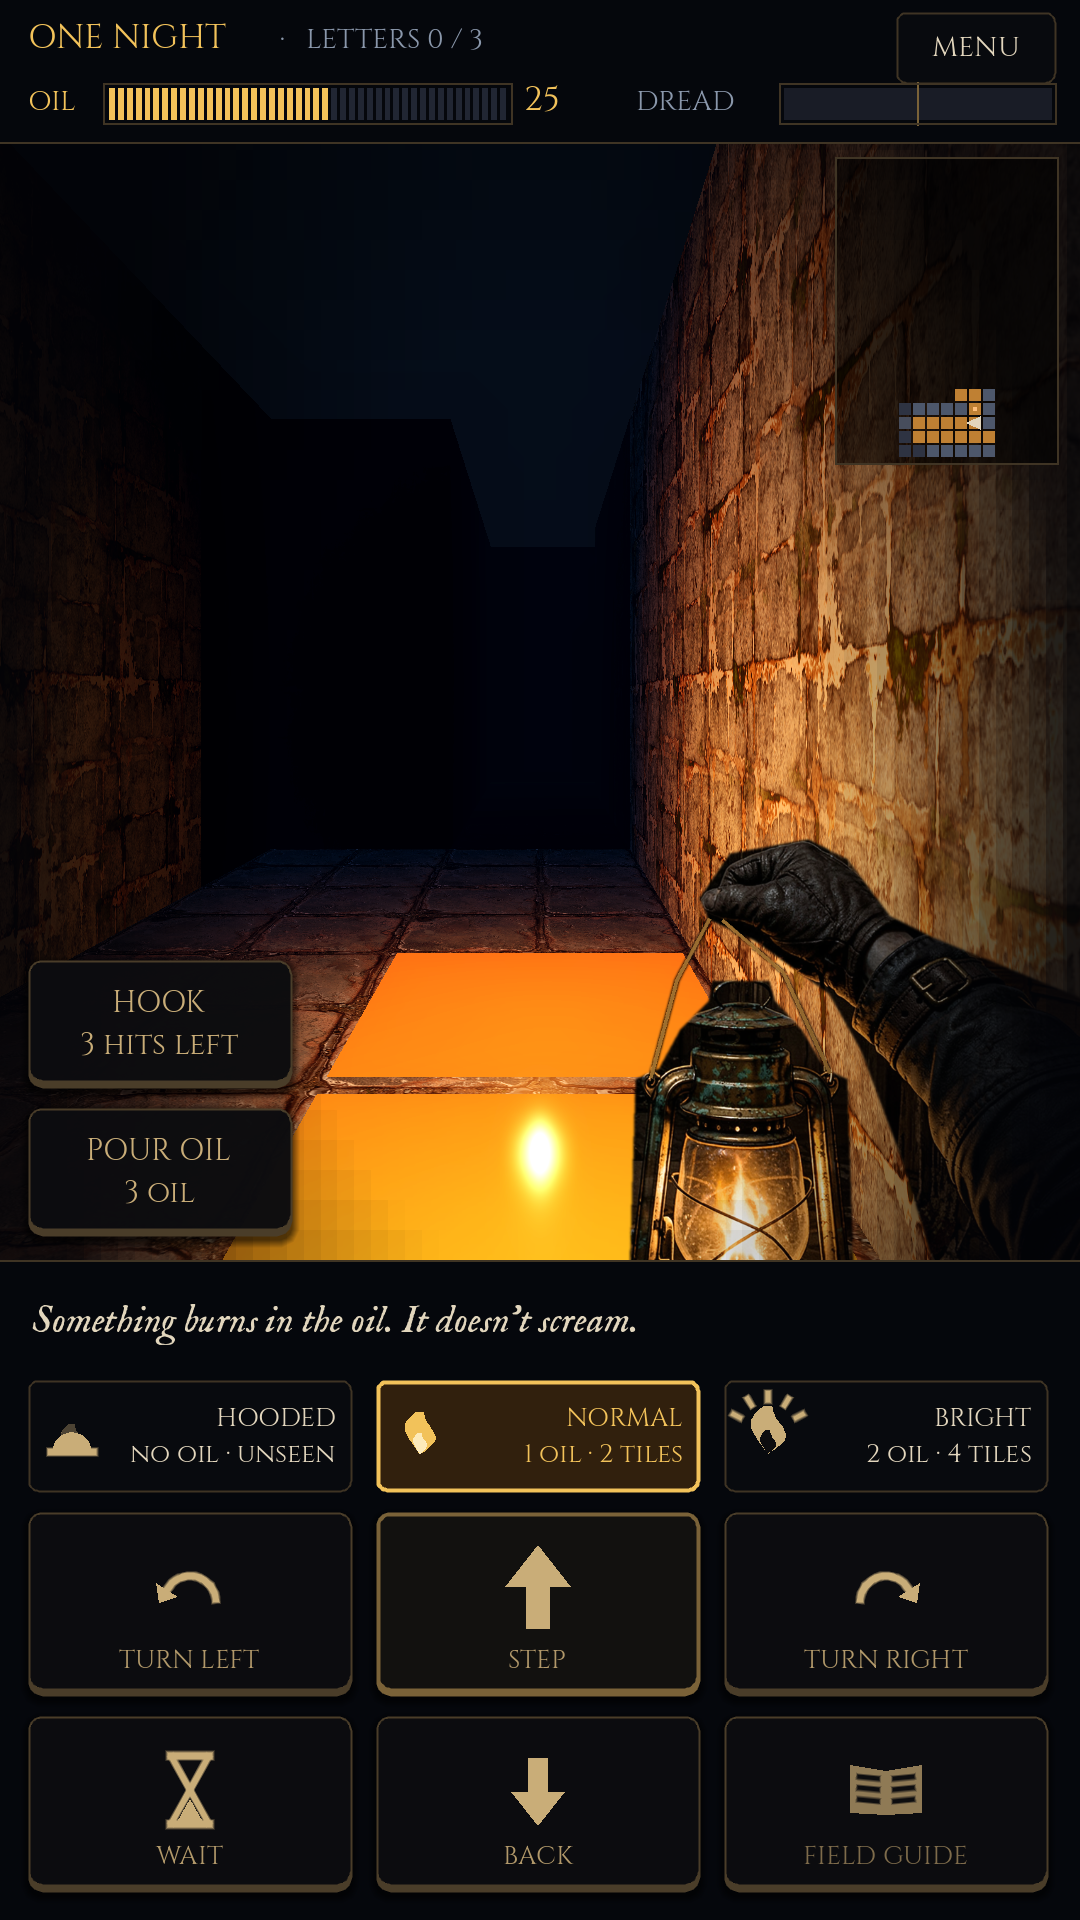 ONE NIGHT · LETTERS 0 / 3
MENU
OIL 25 DREAD
HOOK
3 HITS LEFT
POUR OIL
3 OIL
Something burns in the oil. It doesn't scream.
HOODED
NO OIL · UNSEEN
NORMAL
1 OIL · 2 TILES
BRIGHT
2 OIL · 4 TILES
TURN LEFT
STEP
TURN RIGHT
WAIT
BACK
FIELD GUIDE